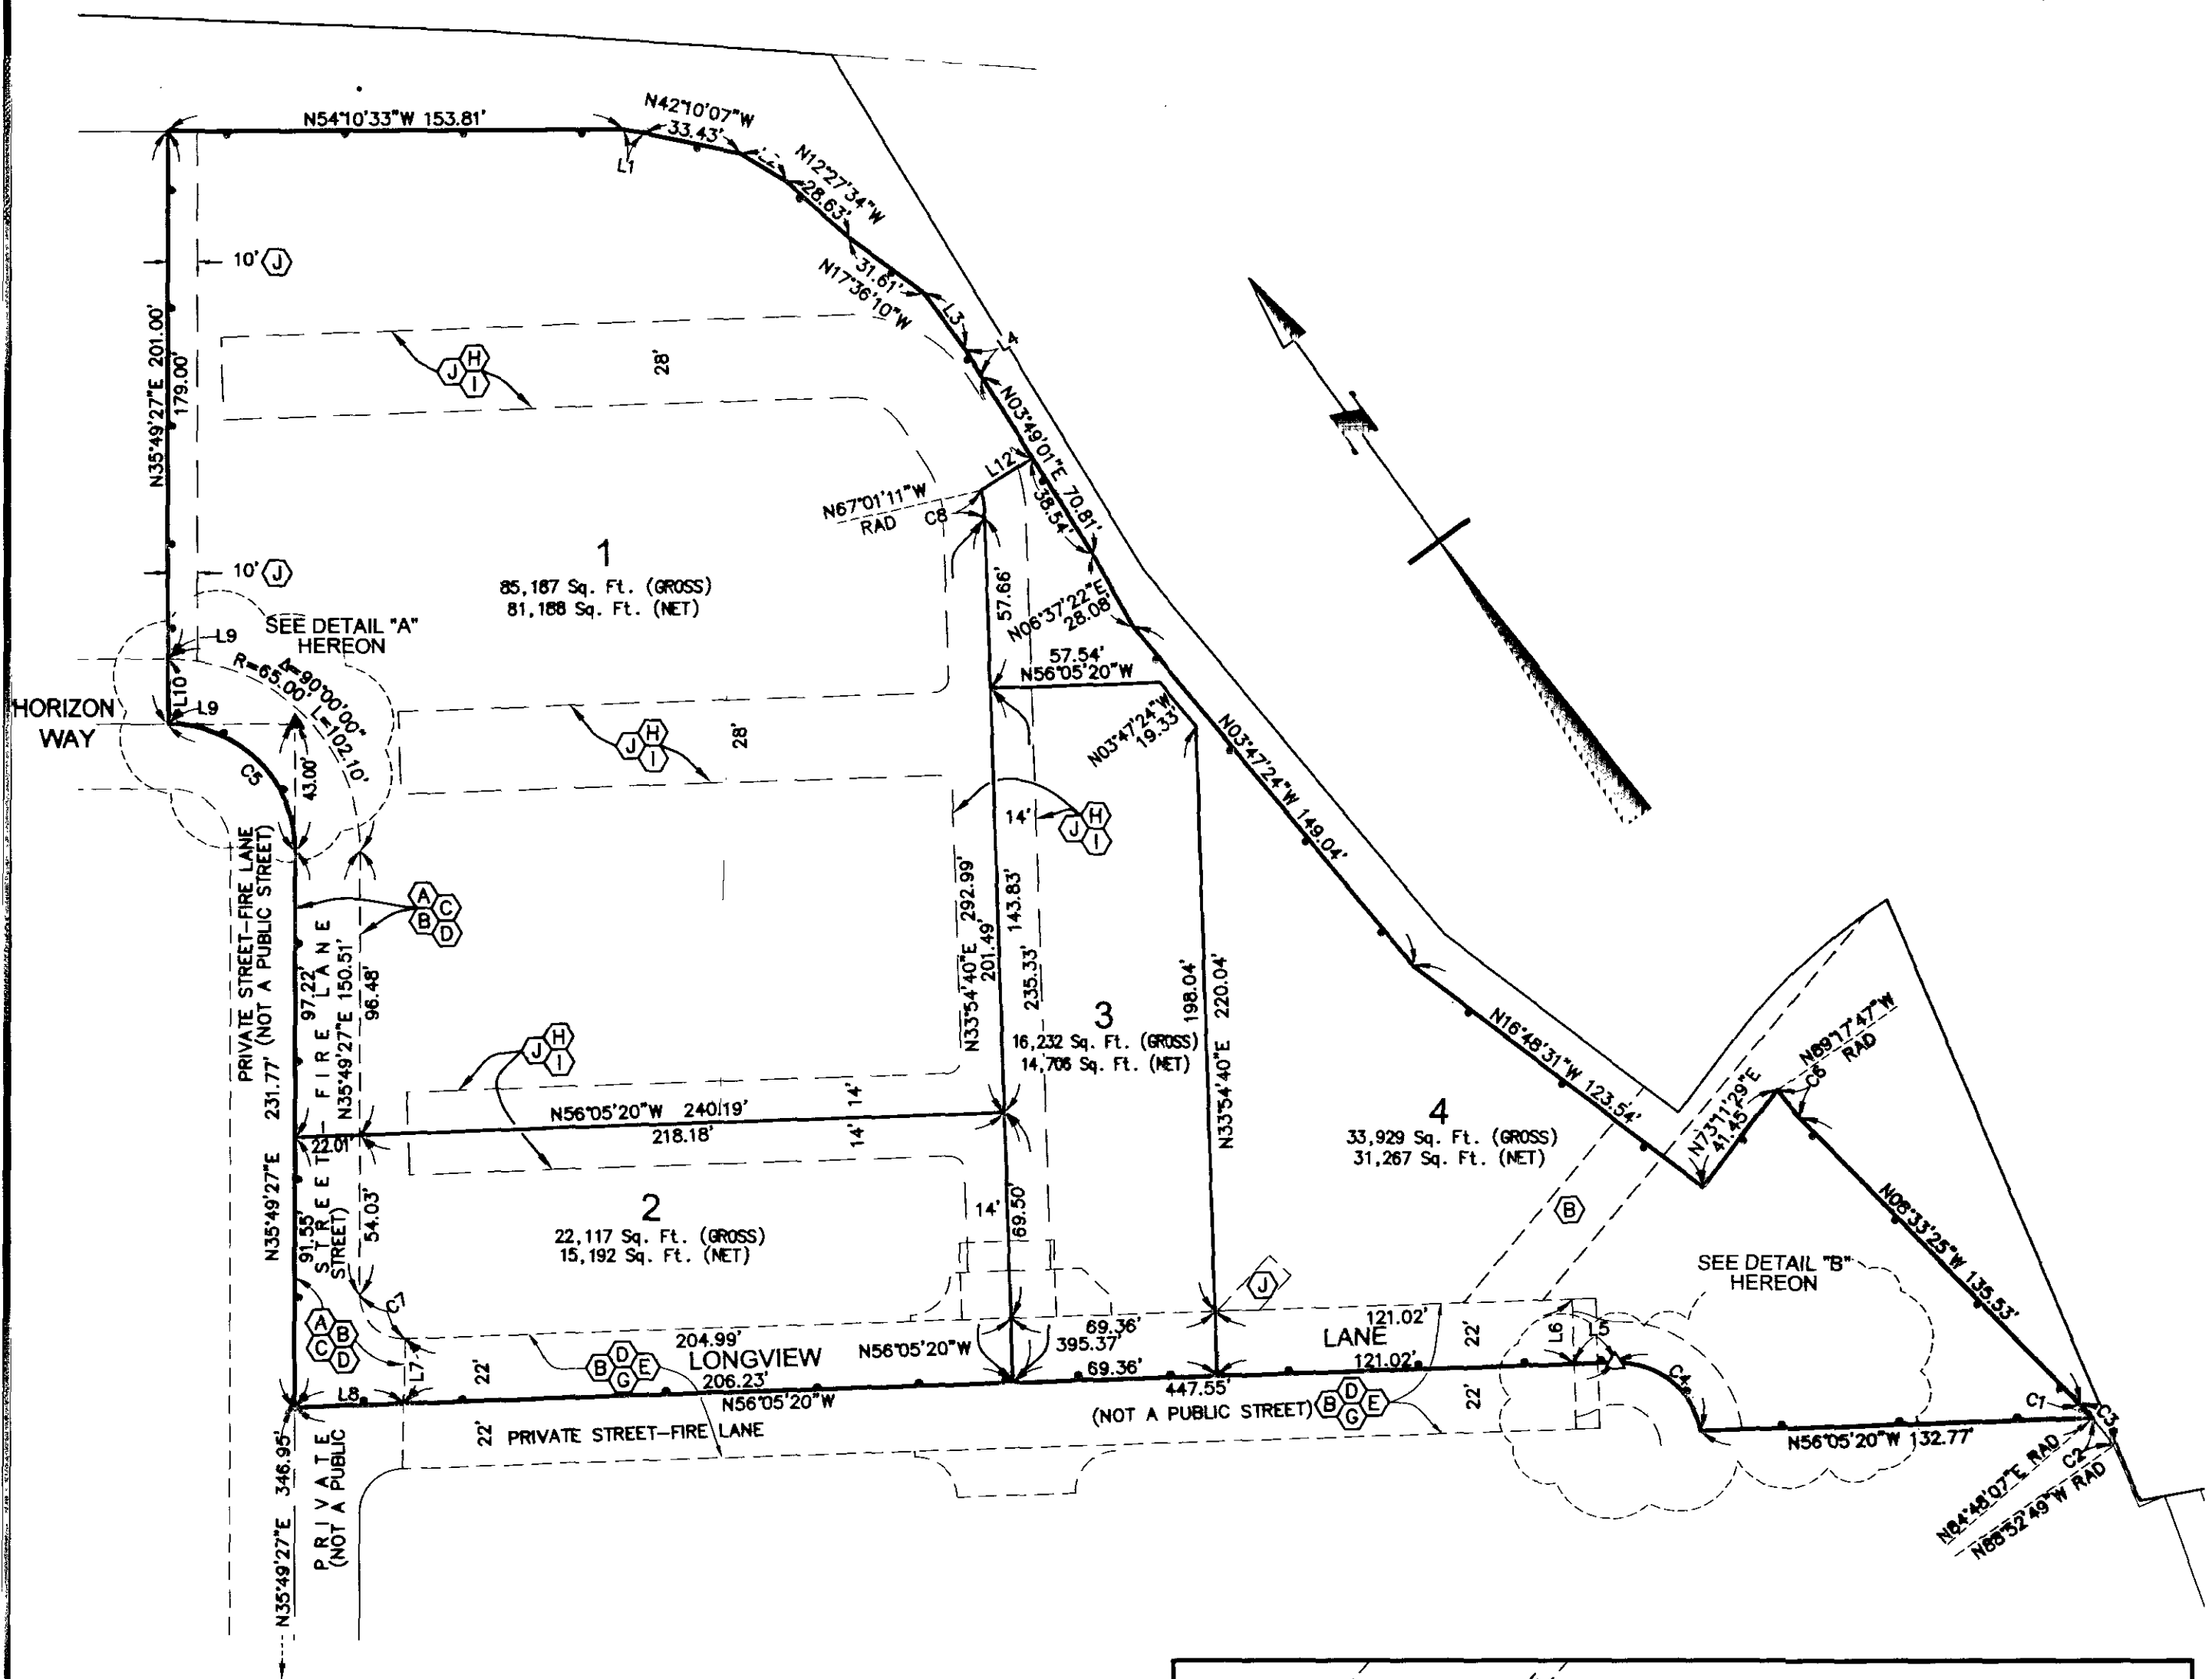 N54°10'33"W 153.81'
N42°10'07"W
33.43'
L1
L2
N12°27'34"W
28.63'
31.61'
N17°36'10"W
L3
L4
10' J
N35°49'27"E 201.00'
179.00'
H
J
I
28'
N03°49'01"E 70.81'
38.54'
L12
N67°01'11"W
RAD
C8
1
85,187 Sq. Ft. (GROSS)
81,188 Sq. Ft. (NET)
10' J
57.66'
N06°37'22"E
28.08'
SEE DETAIL "A"
HEREON
L9
Δ=90°00'00"
R=65.00'
L=102.10'
L10
L9
HORIZON
WAY
C5
43.00'
57.54'
N56°05'20"W
N03°47'24"W
19.33'
N03°47'24"W 149.04'
H
J
I
28'
14'
H
J
I
PRIVATE STREET-FIRE LANE
(NOT A PUBLIC STREET)
A
C
B
D
97.22'
STREET-FIRE LANE
N35°49'27"E 150.51'
96.48'
N33°54'40"E 292.99'
201.49'
143.83'
235.33'
198.04'
N33°54'40"E 220.04'
3
16,232 Sq. Ft. (GROSS)
14,706 Sq. Ft. (NET)
H
J
I
14'
N56°05'20"W 240.19'
218.18'
14'
22.01'
N16°48'31"W 123.54'
N89°17'47"W
RAD
C6
N73°11'29"E
41.45'
4
33,929 Sq. Ft. (GROSS)
31,267 Sq. Ft. (NET)
N35°49'27"E 231.77'
91.55'
STREET)
54.03'
2
22,117 Sq. Ft. (GROSS)
15,192 Sq. Ft. (NET)
14'
69.50'
B
N08°33'25"W 135.53'
SEE DETAIL "B"
HEREON
J
C7
A
B
C
D
L7
L8
22'
204.99'
LONGVIEW
206.23'
N56°05'20"W
D
B
E
G
N56°05'20"W
69.36'
395.37'
69.36'
447.55'
121.02'
LANE
121.02'
22'
L6
L5
C4
22'
22' PRIVATE STREET-FIRE LANE
(NOT A PUBLIC STREET)
D
B
E
G
N56°05'20"W 132.77'
C1
C3
C2
N84°48'07"E RAD
N88°52'49"W RAD
N35°49'27"E 346.95'
PRIVATE
(NOT A PUBLIC